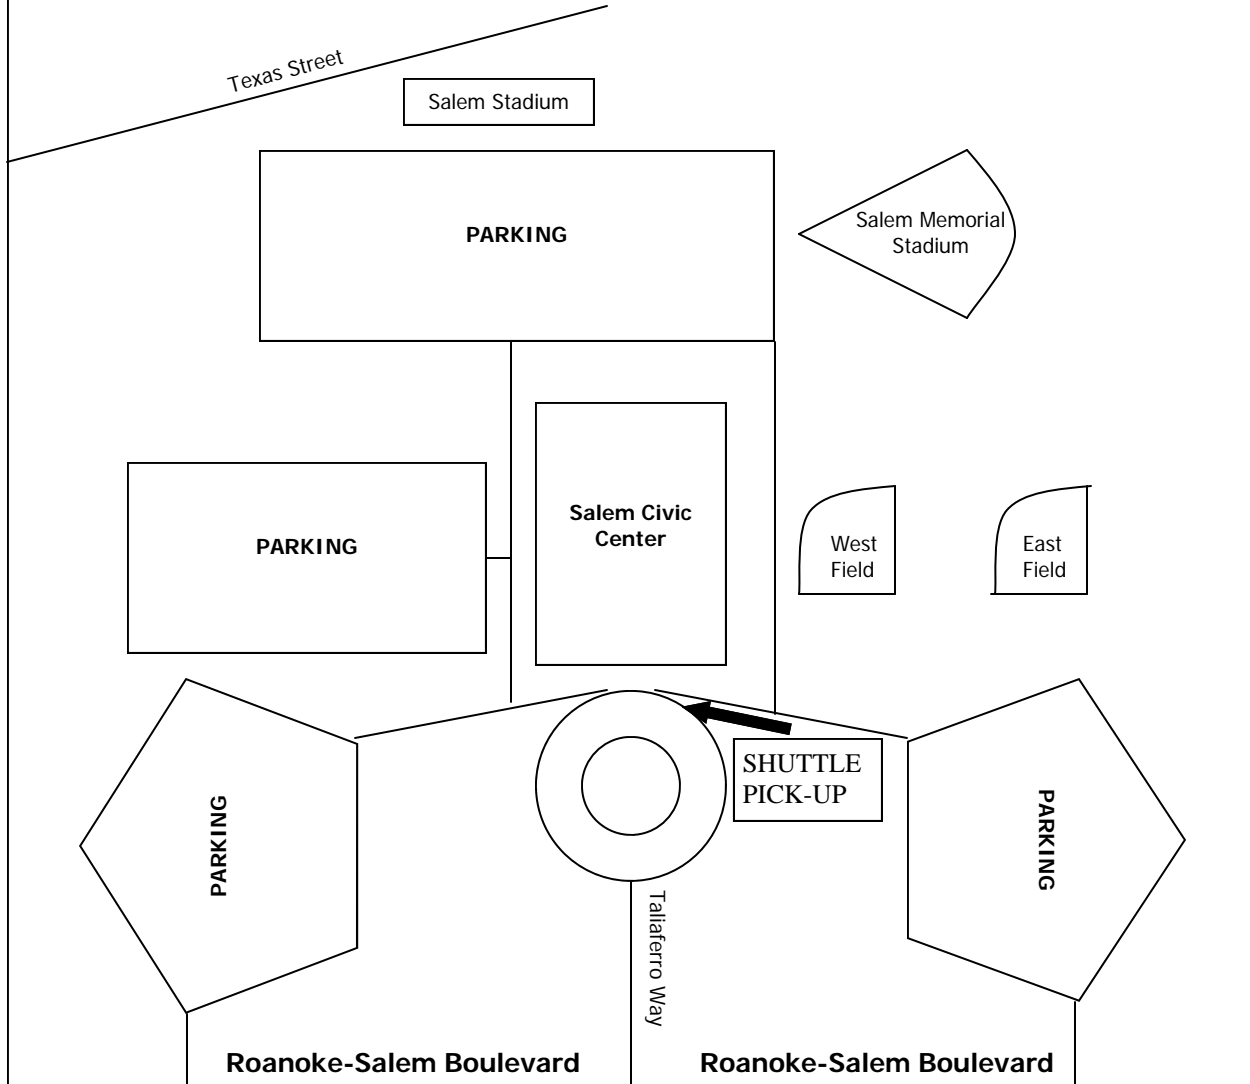 Texas Street
Salem Stadium
PARKING
Salem Memorial
Stadium
Salem Civic
Center
PARKING
West
Field
East
Field
SHUTTLE
PICK-UP
PARKING
PARKING
Taliaferro Way
Roanoke-Salem Boulevard
Roanoke-Salem Boulevard